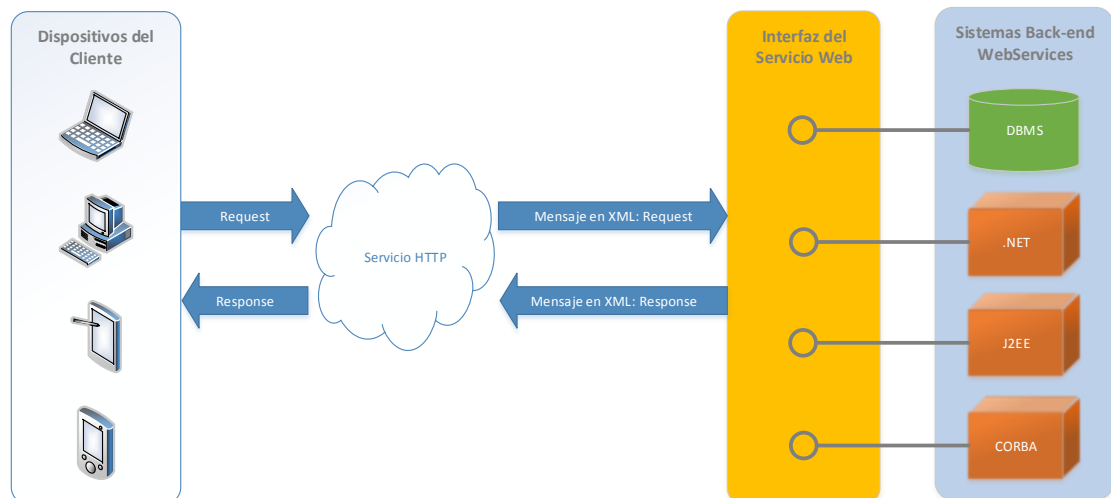 Dispositivos del
Cliente
Interfaz del
Servicio Web
Sistemas Back-end
WebServices
DBMS
Request
Mensaje en XML: Request
.NET
Servicio HTTP
Response
Mensaje en XML: Response
J2EE
CORBA